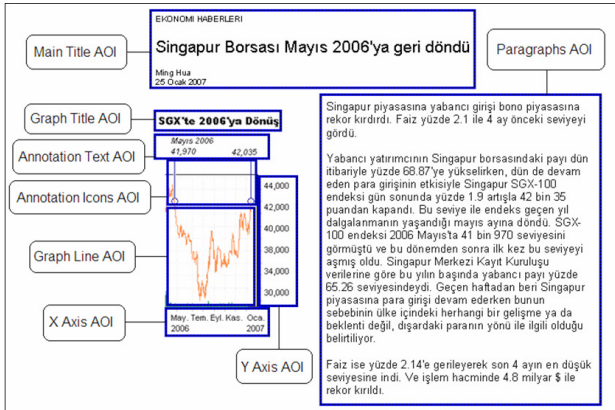 EKONOMI HABERLERI
Main Title AOI
Singapur Borsası Mayıs 2006'ya geri döndü
Paragraphs AOI
Ming Hua
25 Ocak 2007
Graph Title AOI
SGX'te 2006'ya Dönüş
Annotation Text AOI
Mayıs 2006
41,970 42,035
Annotation Icons AOI
Graph Line AOI
44,000
42,000
40,000
38,000
36,000
34,000
32,000
30,000
X Axis AOI
May. Tem. Eyl. Kas. Oca.
2006 2007
Y Axis AOI
Singapur piyasasına yabancı girişi bono piyasasına
rekor kırdırdı. Faiz yüzde 2.1 ile 4 ay önceki seviyeyi
gördü.
Yabancı yatırımcının Singapur borsasındaki payı dün
itibariyle yüzde 68.87'ye yükselirken, dün de devam
eden para girişinin etkisiyle Singapur SGX-100
endeksi gün sonunda yüzde 1.9 artışla 42 bin 35
puandan kapandı. Bu seviye ile endeks geçen yıl
dalgalanmanın yaşandığı mayıs ayına döndü. SGX-
100 endeksi 2006 Mayıs'ta 41 bin 970 seviyesini
görmüştü ve bu dönemden sonra ilk kez bu seviyeyi
aşmış oldu. Singapur Merkezi Kayıt Kuruluşu
verilerine göre bu yılın başında yabancı payı yüzde
65.26 seviyesindeydi. Geçen haftadan beri Singapur
piyasasına para girişi devam ederken bunun
sebebinin ülke içindeki herhangi bir gelişme ya da
beklenti değil, dışardaki paranın yönü ile ilgili olduğu
belirtiliyor.
Faiz ise yüzde 2.14'e gerileyerek son 4 ayın en düşük
seviyesine indi. Ve işlem hacminde 4.8 milyar $ ile
rekor kırıldı.